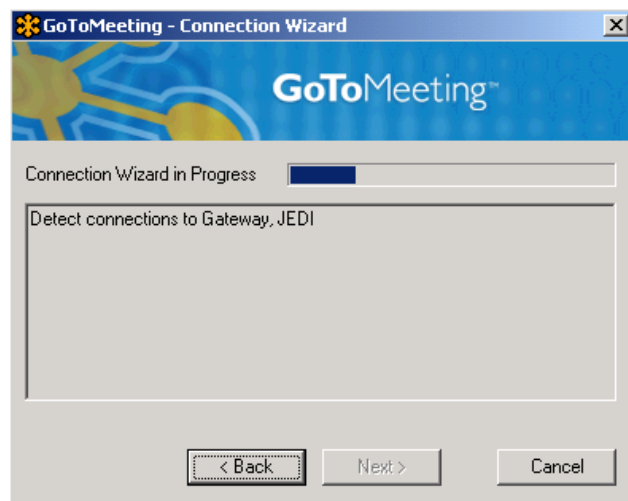 GoToMeeting - Connection Wizard
GoToMeeting™
Connection Wizard in Progress
Detect connections to Gateway, JEDI
< Back
Next >
Cancel